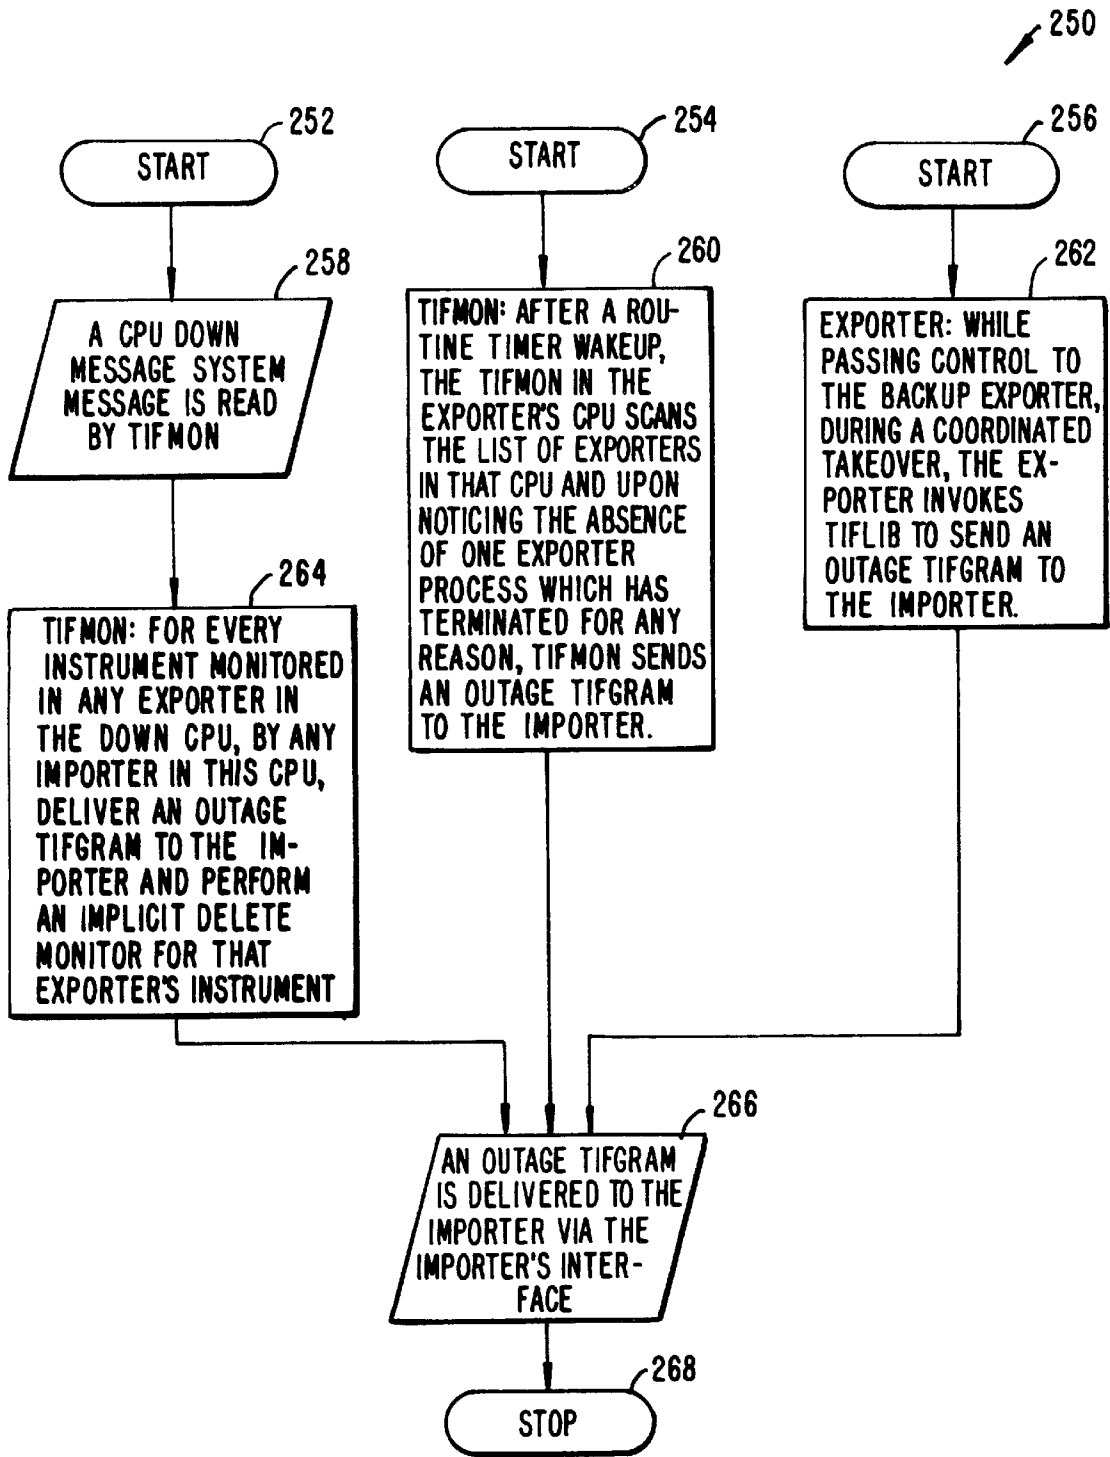 250
252
START
254
START
256
START
258
A CPU DOWN
MESSAGE SYSTEM
MESSAGE IS READ
BY TIFMON
260
TIFMON: AFTER A ROU-
TINE TIMER WAKEUP,
THE TIFMON IN THE
EXPORTER'S CPU SCANS
THE LIST OF EXPORTERS
IN THAT CPU AND UPON
NOTICING THE ABSENCE
OF ONE EXPORTER
PROCESS WHICH HAS
TERMINATED FOR ANY
REASON, TIFMON SENDS
AN OUTAGE TIFGRAM
TO THE IMPORTER.
262
EXPORTER: WHILE
PASSING CONTROL TO
THE BACKUP EXPORTER,
DURING A COORDINATED
TAKEOVER, THE EX-
PORTER INVOKES
TIFLIB TO SEND AN
OUTAGE TIFGRAM TO
THE IMPORTER.
264
TIFMON: FOR EVERY
INSTRUMENT MONITORED
IN ANY EXPORTER IN
THE DOWN CPU, BY ANY
IMPORTER IN THIS CPU,
DELIVER AN OUTAGE
TIFGRAM TO THE IM-
PORTER AND PERFORM
AN IMPLICIT DELETE
MONITOR FOR THAT
EXPORTER'S INSTRUMENT
266
AN OUTAGE TIFGRAM
IS DELIVERED TO THE
IMPORTER VIA THE
IMPORTER'S INTER-
FACE
268
STOP